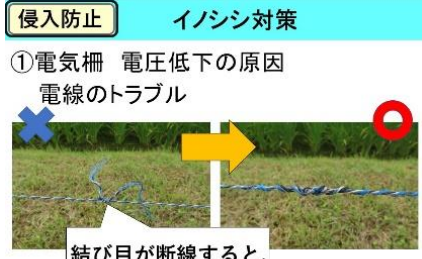 侵入防止
イノシシ対策
①電気柵 電圧低下の原因
電線のトラブル
結び目が断線すると、